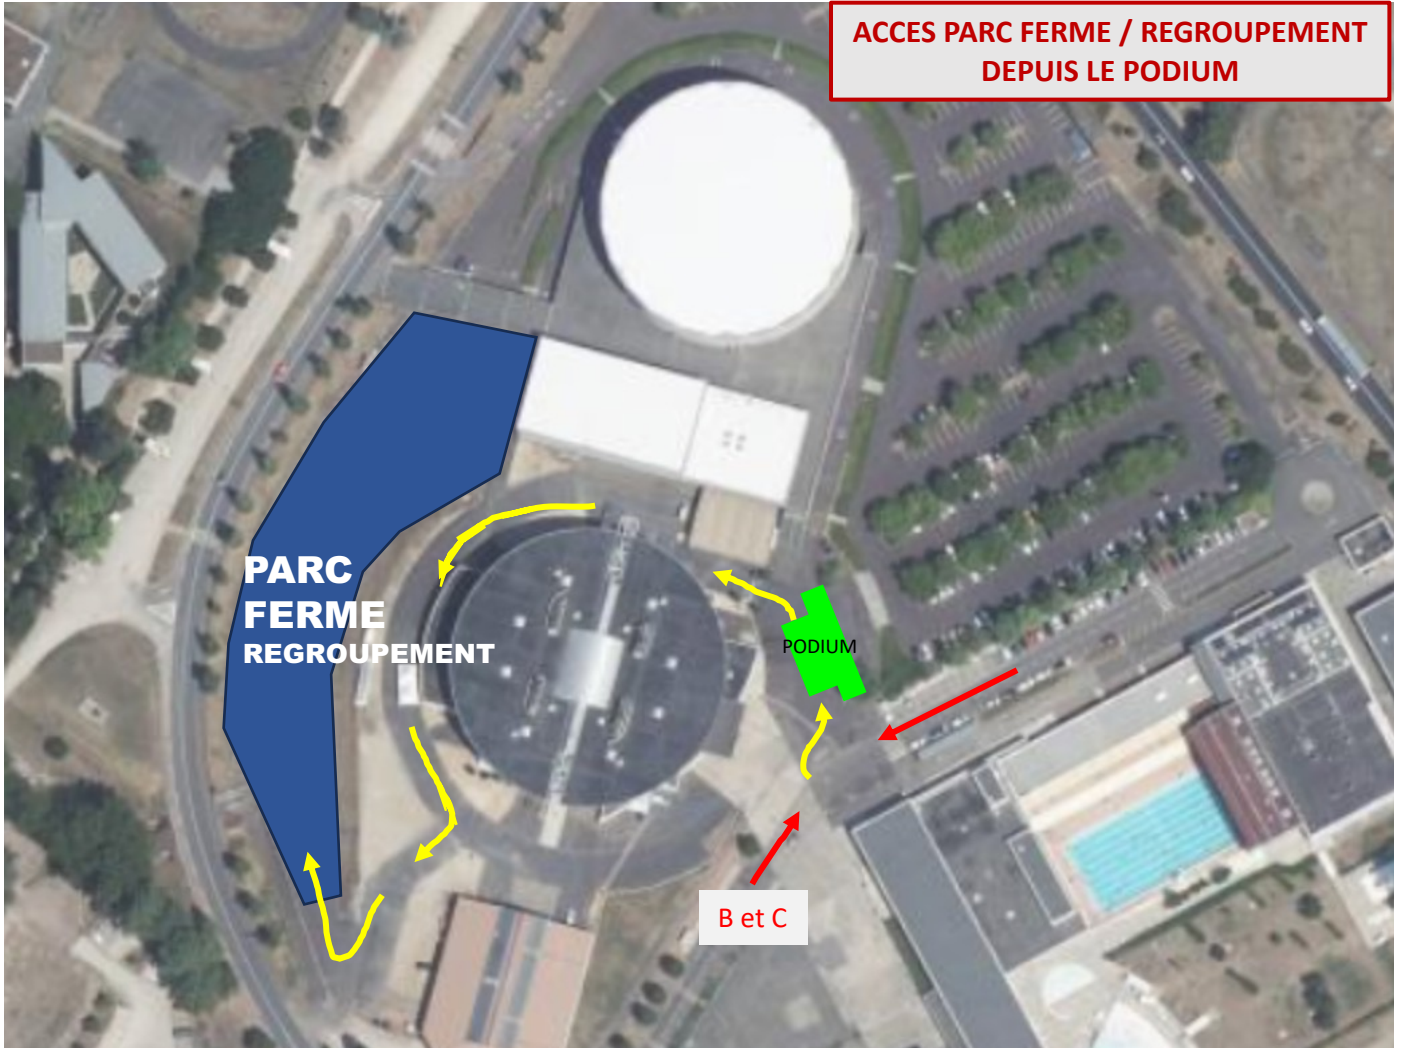 ACCES PARC FERME / REGROUPEMENT
DEPUIS LE PODIUM
PARC
FERME
REGROUPEMENT
PODIUM
B et C